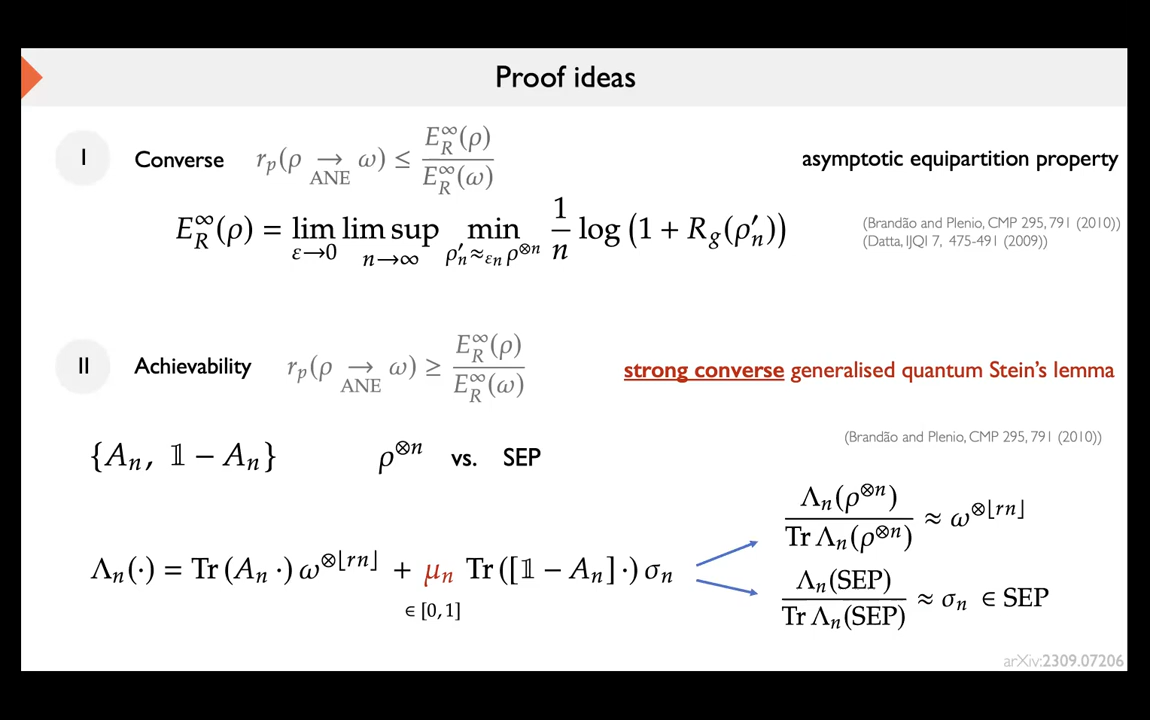 Proof ideas
I Converse r_p(ρ →_ANE ω) ≤ E_R^∞(ρ) / E_R^∞(ω) asymptotic equipartition property
E_R^∞(ρ) = lim_{ε→0} lim sup_{n→∞} min_{ρ′_n ≈_{ε_n} ρ^{⊗n}} 1/n log (1 + R_g(ρ′_n))
(Brandão and Plenio, CMP 295, 791 (2010))
(Datta, IJQI 7, 475-491 (2009))
II Achievability r_p(ρ →_ANE ω) ≥ E_R^∞(ρ) / E_R^∞(ω) strong converse generalised quantum Stein’s lemma
(Brandão and Plenio, CMP 295, 791 (2010))
{A_n, 𝟙 − A_n} ρ^{⊗n} vs. SEP
Λ_n(ρ^{⊗n}) / Tr Λ_n(ρ^{⊗n}) ≈ ω^{⊗⌊rn⌋}
Λ_n(·) = Tr (A_n ·) ω^{⊗⌊rn⌋} + μ_n Tr ([𝟙 − A_n] ·) σ_n
∈ [0, 1]
Λ_n(SEP) / Tr Λ_n(SEP) ≈ σ_n ∈ SEP
arXiv:2309.07206